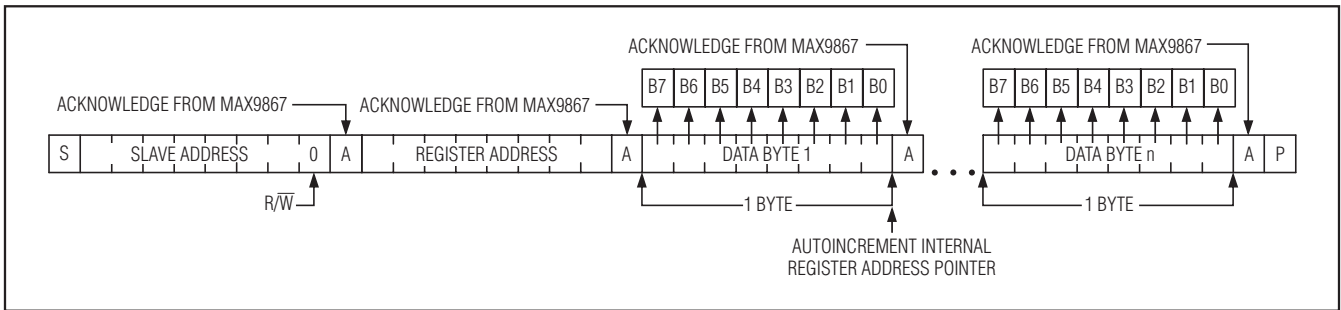 ACKNOWLEDGE FROM MAX9867 ACKNOWLEDGE FROM MAX9867
B7 B6 B5 B4 B3 B2 B1 B0 B7 B6 B5 B4 B3 B2 B1 B0
ACKNOWLEDGE FROM MAX9867 ACKNOWLEDGE FROM MAX9867
S SLAVE ADDRESS 0 A REGISTER ADDRESS A DATA BYTE 1 A DATA BYTE n A P
R/W̅ 1 BYTE 1 BYTE
AUTOINCREMENT INTERNAL
REGISTER ADDRESS POINTER